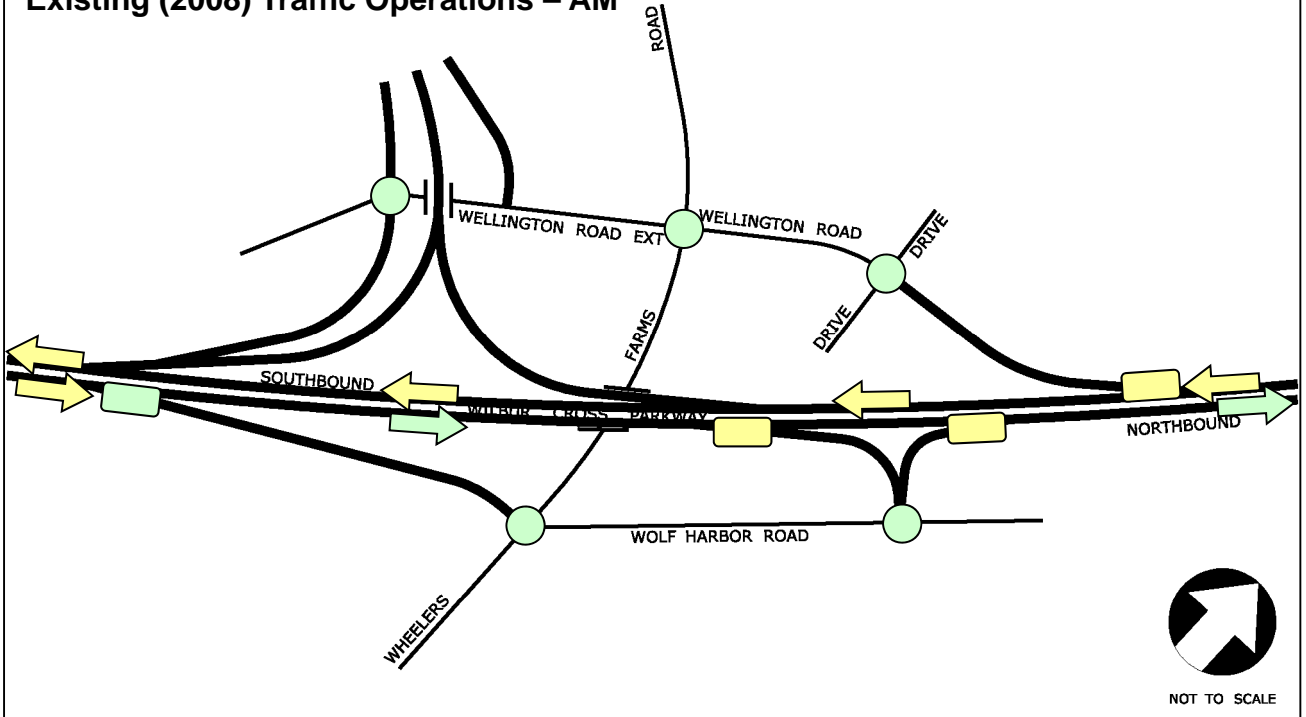 Existing (2008) Traffic Operations – AM
ROAD
WELLINGTON ROAD EXT
WELLINGTON ROAD
DRIVE
DRIVE
FARMS
SOUTHBOUND
WILBUR CROSS PARKWAY
NORTHBOUND
WOLF HARBOR ROAD
WHEELERS
NOT TO SCALE